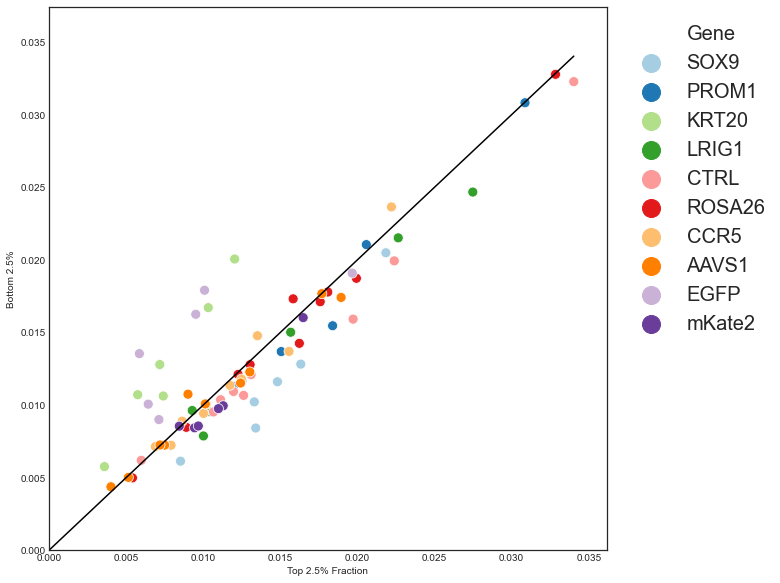 Gene
SOX9
PROM1
KRT20
LRIG1
CTRL
ROSA26
CCR5
AAVS1
EGFP
mKate2
0.035
0.030
0.025
0.020
0.015
0.010
0.005
0.000
Bottom 2.5%
0.000 0.005 0.010 0.015 0.020 0.025 0.030 0.035
Top 2.5% Fraction